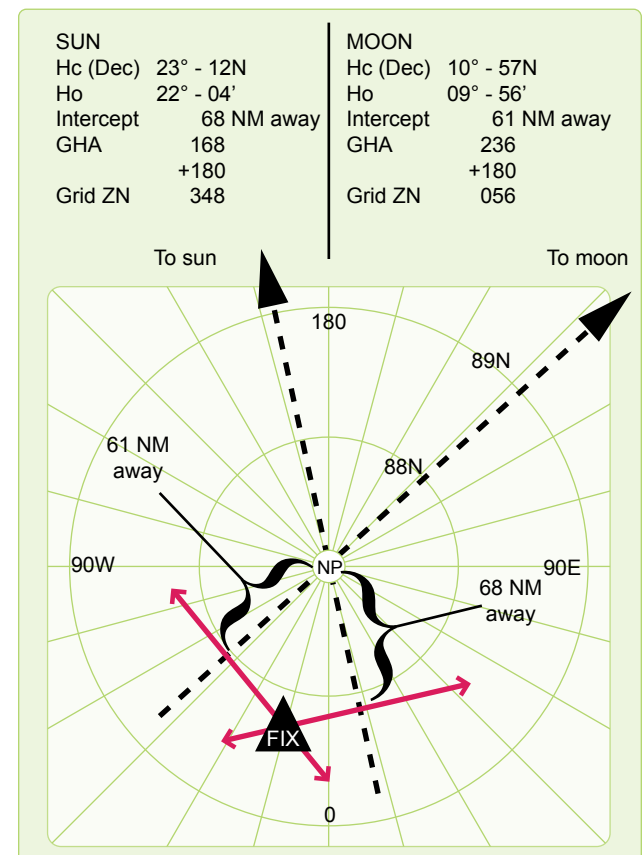 SUN
Hc (Dec) 23° - 12N
Ho 22° - 04’
Intercept 68 NM away
GHA 168
+180
Grid ZN 348
MOON
Hc (Dec) 10° - 57N
Ho 09° - 56’
Intercept 61 NM away
GHA 236
+180
Grid ZN 056
To sun
To moon
180
89N
61 NM
away
88N
90W
NP
90E
68 NM
away
FIX
0